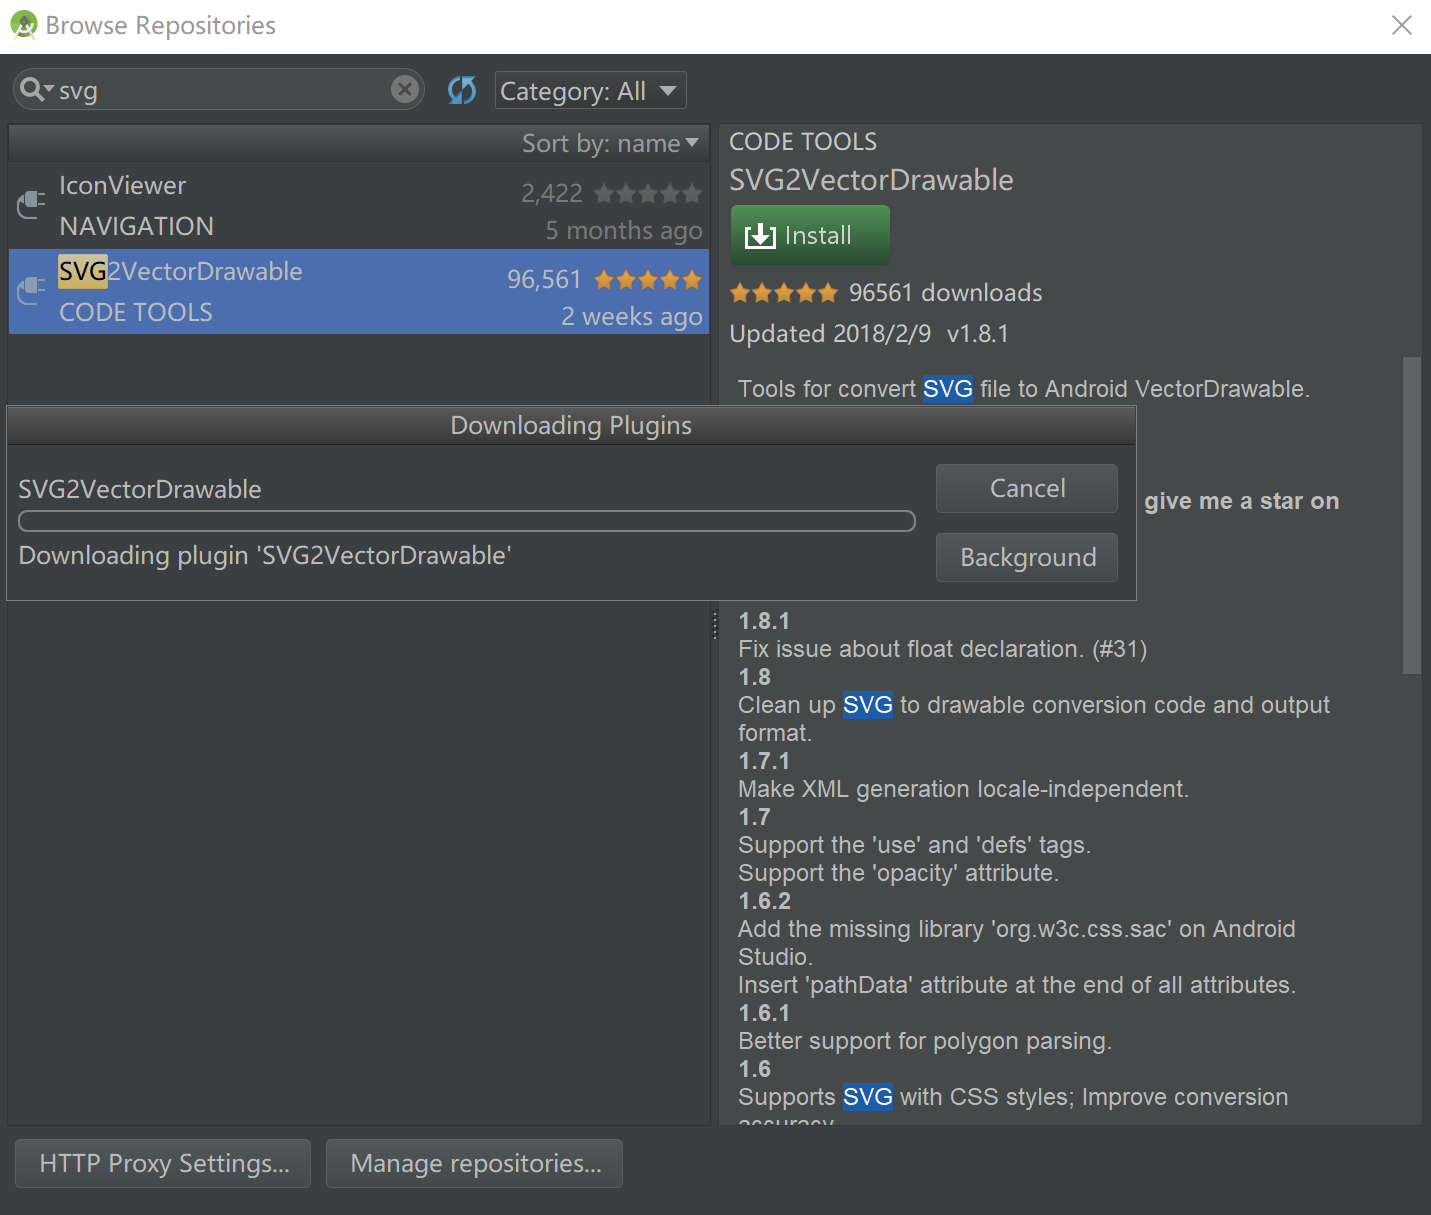 Browse Repositories
svg
Category: All
Sort by: name
IconViewer
2,422
NAVIGATION
5 months ago
SVG2VectorDrawable
96,561
CODE TOOLS
2 weeks ago
CODE TOOLS
SVG2VectorDrawable
Install
96561 downloads
Updated 2018/2/9 v1.8.1
Tools for convert SVG file to Android VectorDrawable.
Downloading Plugins
SVG2VectorDrawable
Cancel
Downloading plugin 'SVG2VectorDrawable'
Background
give me a star on
1.8.1
Fix issue about float declaration. (#31)
1.8
Clean up SVG to drawable conversion code and output
format.
1.7.1
Make XML generation locale-independent.
1.7
Support the 'use' and 'defs' tags.
Support the 'opacity' attribute.
1.6.2
Add the missing library 'org.w3c.css.sac' on Android
Studio.
Insert 'pathData' attribute at the end of all attributes.
1.6.1
Better support for polygon parsing.
1.6
Supports SVG with CSS styles; Improve conversion
accuracy
HTTP Proxy Settings...
Manage repositories...